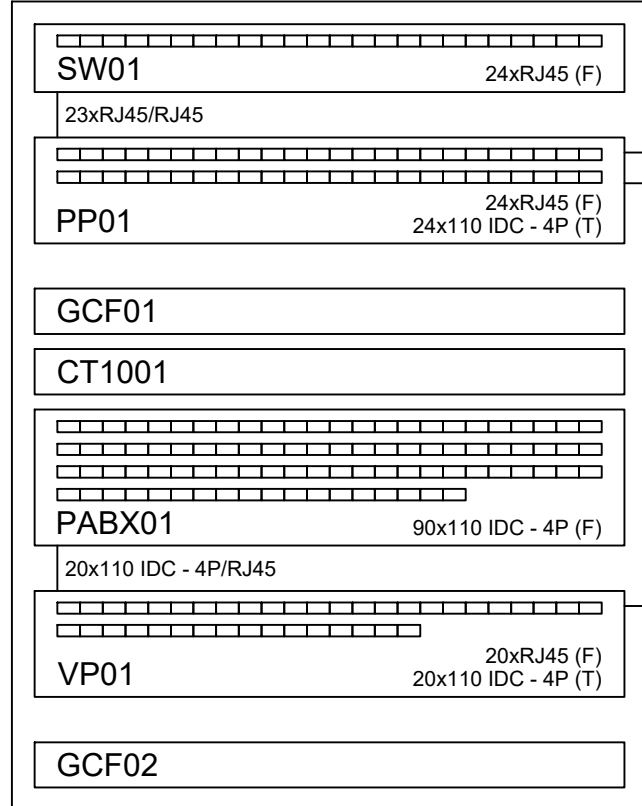 SW01
24xRJ45 (F)
23xRJ45/RJ45
24xRJ45 (F)
PP01
24x110 IDC - 4P (T)
GCF01
CT1001
PABX01
90x110 IDC - 4P (F)
20x110 IDC - 4P/RJ45
20xRJ45 (F)
VP01
20x110 IDC - 4P (T)
GCF02